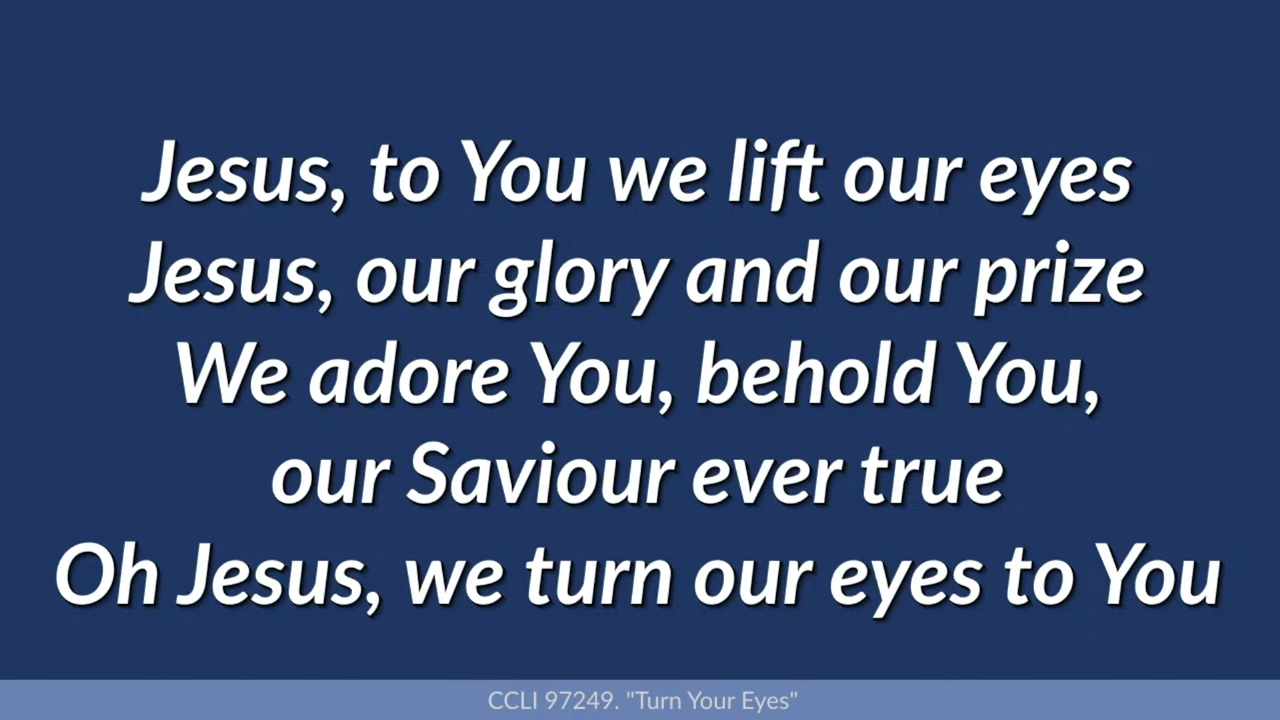 Jesus, to You we lift our eyes
Jesus, our glory and our prize
We adore You, behold You,
our Saviour ever true
Oh Jesus, we turn our eyes to You
CCLI 97249. "Turn Your Eyes"